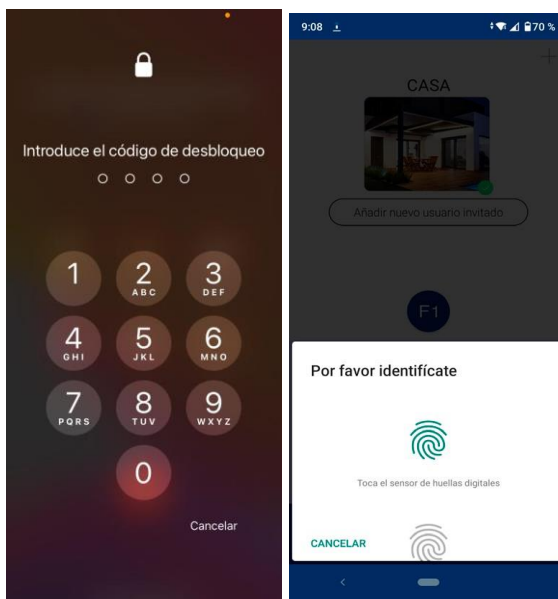 Introduce el código de desbloqueo
1
2
ABC
3
DEF
4
GHI
5
JKL
6
MNO
7
PQRS
8
TUV
9
WXYZ
0
Cancelar
9:08
70 %
CASA
Añadir nuevo usuario invitado
F1
Por favor identifícate
Toca el sensor de huellas digitales
CANCELAR